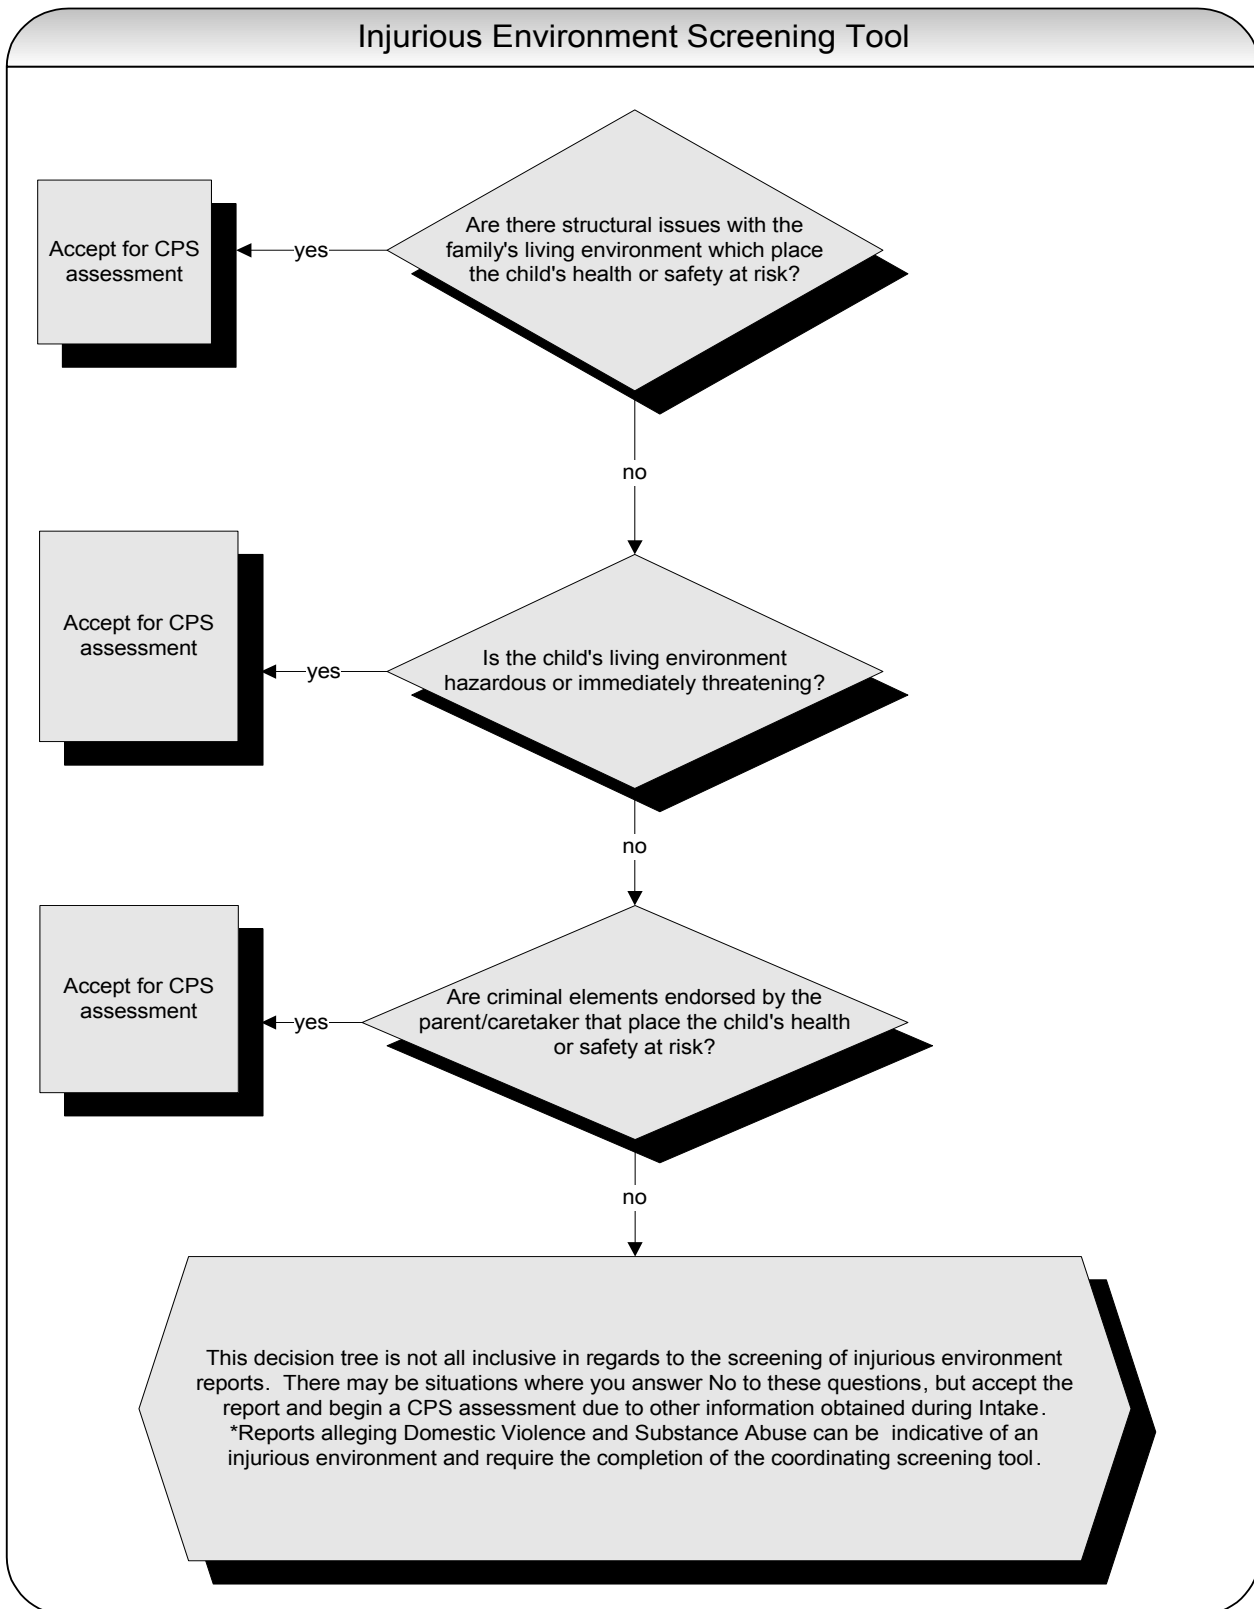 Injurious Environment Screening Tool
Are there structural issues with the
family's living environment which place
the child's health or safety at risk?
yes
Accept for CPS
assessment
no
Is the child's living environment
hazardous or immediately threatening?
yes
Accept for CPS
assessment
no
Are criminal elements endorsed by the
parent/caretaker that place the child's health
or safety at risk?
yes
Accept for CPS
assessment
no
This decision tree is not all inclusive in regards to the screening of injurious environment
reports. There may be situations where you answer No to these questions, but accept the
report and begin a CPS assessment due to other information obtained during Intake.
*Reports alleging Domestic Violence and Substance Abuse can be indicative of an
injurious environment and require the completion of the coordinating screening tool.